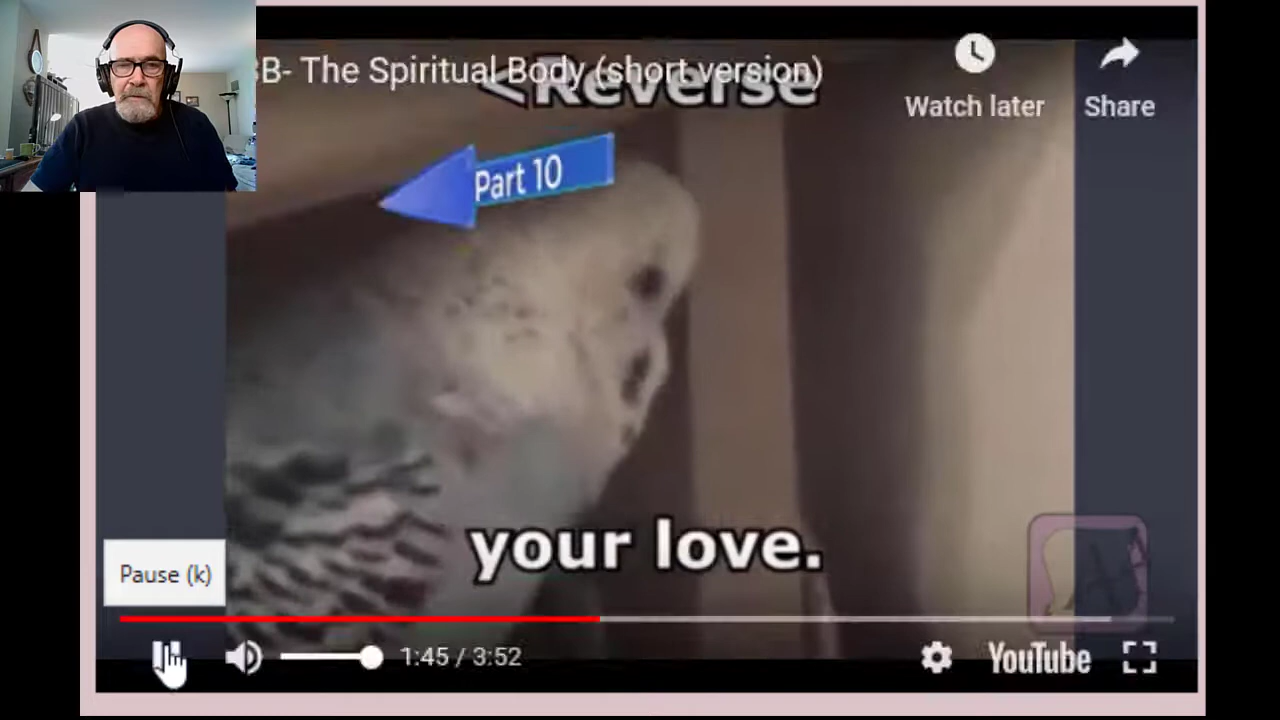 B- The Spiritual Body (short version)
<Reverse
Watch later
Share
Part 10
your love.
Pause (k)
1:45 / 3:52
YouTube